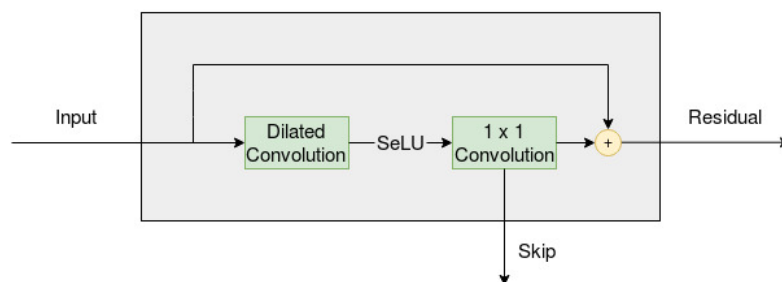 Input
Dilated
Convolution
SeLU
1 x 1
Convolution
+
Residual
Skip